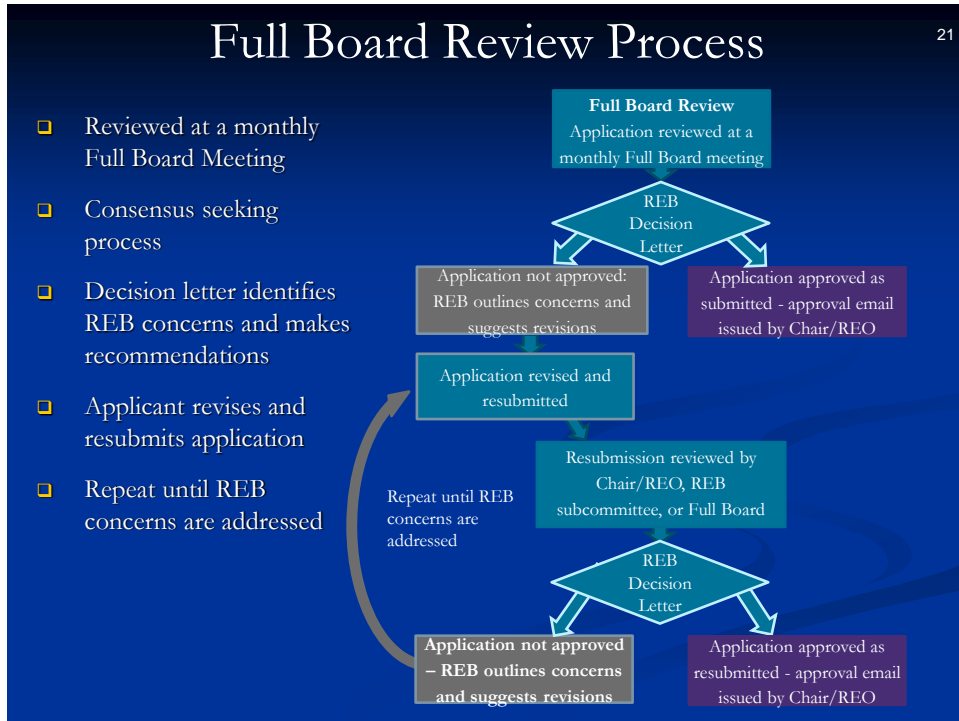 Full Board Review Process
21
Reviewed at a monthly
Full Board Meeting
Consensus seeking
process
Decision letter identifies
REB concerns and makes
recommendations
Applicant revises and
resubmits application
Repeat until REB
concerns are addressed
Full Board Review
Application reviewed at a
monthly Full Board meeting
REB
Decision
Letter
Application not approved:
REB outlines concerns and
suggests revisions
Application approved as
submitted - approval email
issued by Chair/REO
Application revised and
resubmitted
Resubmission reviewed by
Chair/REO, REB
subcommittee, or Full Board
Repeat until REB
concerns are
addressed
REB
Decision
Letter
Application not approved
– REB outlines concerns
and suggests revisions
Application approved as
resubmitted - approval email
issued by Chair/REO